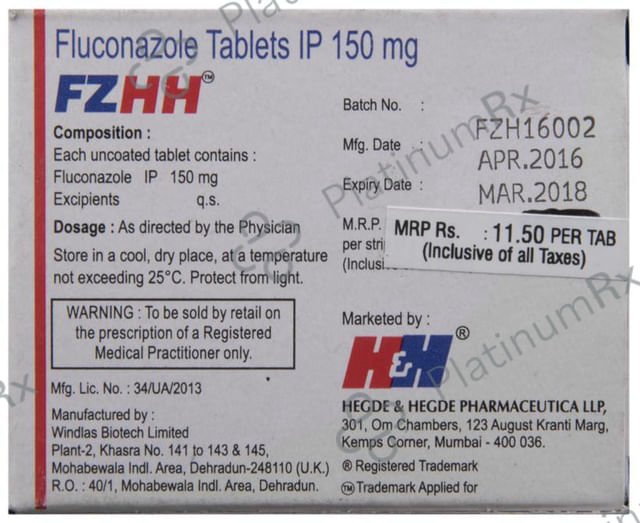 Fluconazole Tablets IP 150 mg
FZHH™
Composition :
Each uncoated tablet contains :
Fluconazole IP 150 mg
Excipients q.s.
Dosage : As directed by the Physician
Store in a cool, dry place, at a temperature
not exceeding 25°C. Protect from light.
WARNING : To be sold by retail on
the prescription of a Registered
Medical Practitioner only.
Mfg. Lic. No. : 34/UA/2013
Manufactured by :
Windlas Biotech Limited
Plant-2, Khasra No. 141 to 143 & 145,
Mohabewala Indl. Area, Dehradun-248110 (U.K.)
R.O. : 40/1, Mohabewala Indl. Area, Dehradun.
Batch No. : FZH16002
Mfg. Date : APR.2016
Expiry Date : MAR.2018
M.R.P.
per
MRP Rs. : 11.50 PER TAB
(Inclusive of all Taxes)
Marketed by :
H&H®
HEGDE & HEGDE PHARMACEUTICA LLP,
301, Om Chambers, 123 August Kranti Marg,
Kemps Corner, Mumbai - 400 036.
® Registered Trademark
™ Trademark Applied for
PlatinumRx
PlatinumRx
PlatinumRx